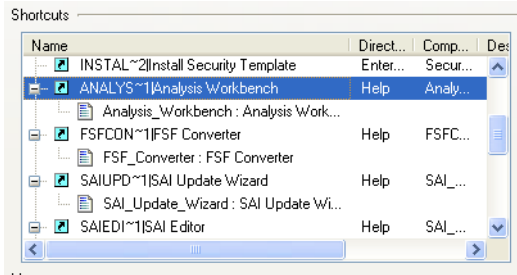 Shortcuts
Name Direct... Comp... Des
INSTAL~2|Install Security Template Enter... Secur...
ANALYS~1|Analysis Workbench Help Analy...
Analysis_Workbench : Analysis Work...
FSFCON~1|FSF Converter Help FSFC...
FSF_Converter : FSF Converter
SAIUPD~1|SAI Update Wizard Help SAI_...
SAI_Update_Wizard : SAI Update Wi...
SAIEDI~1|SAI Editor Help SAI_...